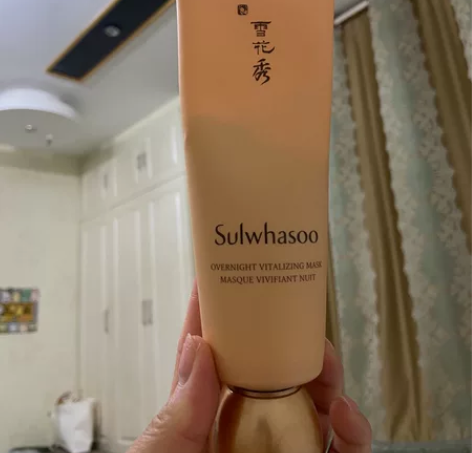 雪花秀
Sulwhasoo
OVERNIGHT VITALIZING MASK
MASQUE VIVIFIANT NUIT